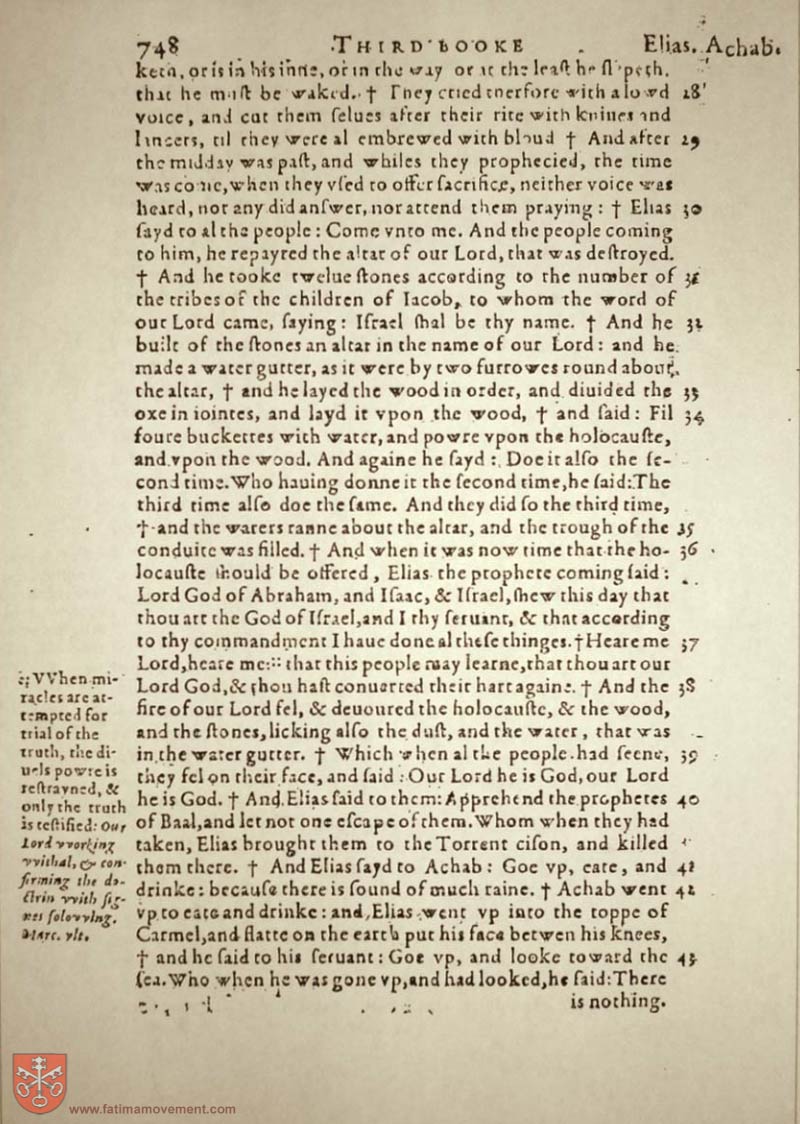 748 THIRD BOOKE Elias. Achab.
keth, or is in his inne, or in the way or at the least he sl peth,
that he must be waked. † They cried therfore with a lowd 28
voice, and cut them selues after their rite with kniues and
lancers, til they were al embrewed with bloud † And after 29
the midday was past, and whiles they prophecied, the time
was come, when they vsed to offer sacrifice, neither voice was
heard, nor any did answer, nor attend them praying: † Elias 30
sayd to al the people: Come vnto me. And the people coming
to him, he repayred the altar of our Lord, that was destroyed.
† And he tooke twelue stones according to the number of 31
the tribes of the children of Iacob, to whom the word of
our Lord came, saying: Israel shal be thy name. † And he 32
built of the stones an altar in the name of our Lord: and he
made a water gutter, as it were by two furrowes round about
the altar, † and he layed the wood in order, and diuided the 33
oxe in iointes, and layd it vpon the wood, † and said: Fil 34
foure buckettes with water, and powre vpon the holocauste,
and vpon the wood. And againe he sayd: Doe it also the se-
cond time. Who hauing donne it the second time, he said: The
third time also doe the same. And they did so the third time,
† and the waters ranne about the altar, and the trough of the 35
conduite was filled. † And when it was now time that the ho- 36
locauste should be offered, Elias the prophete coming said:
Lord God of Abraham, and Isaac, & Israel, shew this day that
thou art the God of Israel, and I thy seruant, & that according
to thy commandment I haue done al these thinges. † Heare me 37
Lord, heare me: :: that this people may learne, that thou art our
Lord God, & thou hast conuerted their hart againe. † And the 38
fire of our Lord fel, & deuoured the holocauste, & the wood,
and the stones, licking also the dust, and the water, that was
in the water gutter. † Which when al the people had seene, 39
they fel on their face, and said: Our Lord he is God, our Lord
he is God. † And Elias said to them: Apprehend the prophetes 40
of Baal, and let not one escape of them. Whom when they had
taken, Elias brought them to the Torrent cison, and killed
them there. † And Elias sayd to Achab: Goe vp, eate, and 41
drinke: because there is sound of much raine. † Achab went 42
vp to eate and drinke: and Elias went vp into the toppe of
Carmel, and flatte on the earth put his face betwen his knees,
† and he said to his seruant: Goe vp, and looke toward the 43
sea. Who when he was gone vp, and had looked, he said: There
is nothing.
:: VVhen mi-
racles are at-
tempted for
trial of the
truth, the di-
uels powre is
restrayned, &
only the truth
is testified: Our
Lord vvorking
vvithal, & con-
firming the do-
ctrin vvith sig-
nes folovving.
Marc. vlt.
www.fatimamovement.com